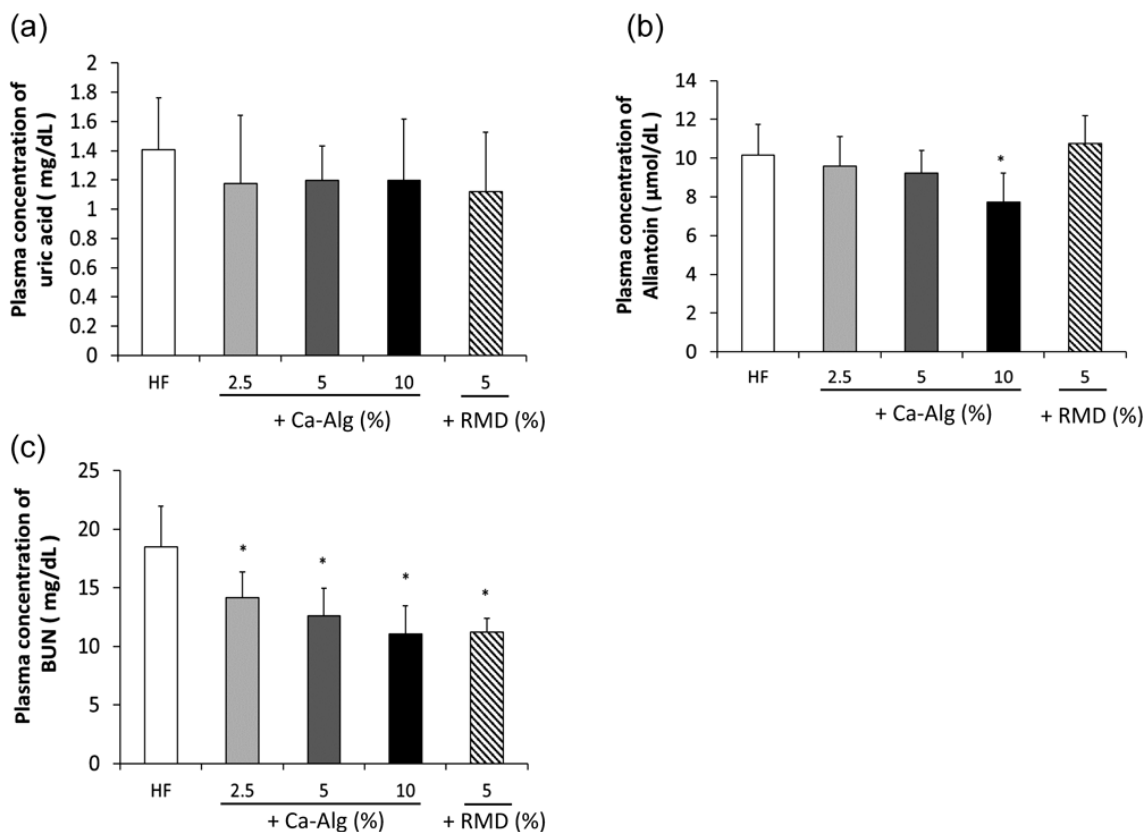 (a)
Plasma concentration of
uric acid ( mg/dL)
2
1.8
1.6
1.4
1.2
1
0.8
0.6
0.4
0.2
0
HF
2.5
5
10
5
+ Ca-Alg (%)
+ RMD (%)
(b)
Plasma concentration of
Allantoin ( µmol/dL)
14
12
10
8
6
4
2
0
*
HF
2.5
5
10
5
+ Ca-Alg (%)
+ RMD (%)
(c)
Plasma concentration of
BUN ( mg/dL)
25
20
15
10
5
0
*
*
*
*
HF
2.5
5
10
5
+ Ca-Alg (%)
+ RMD (%)